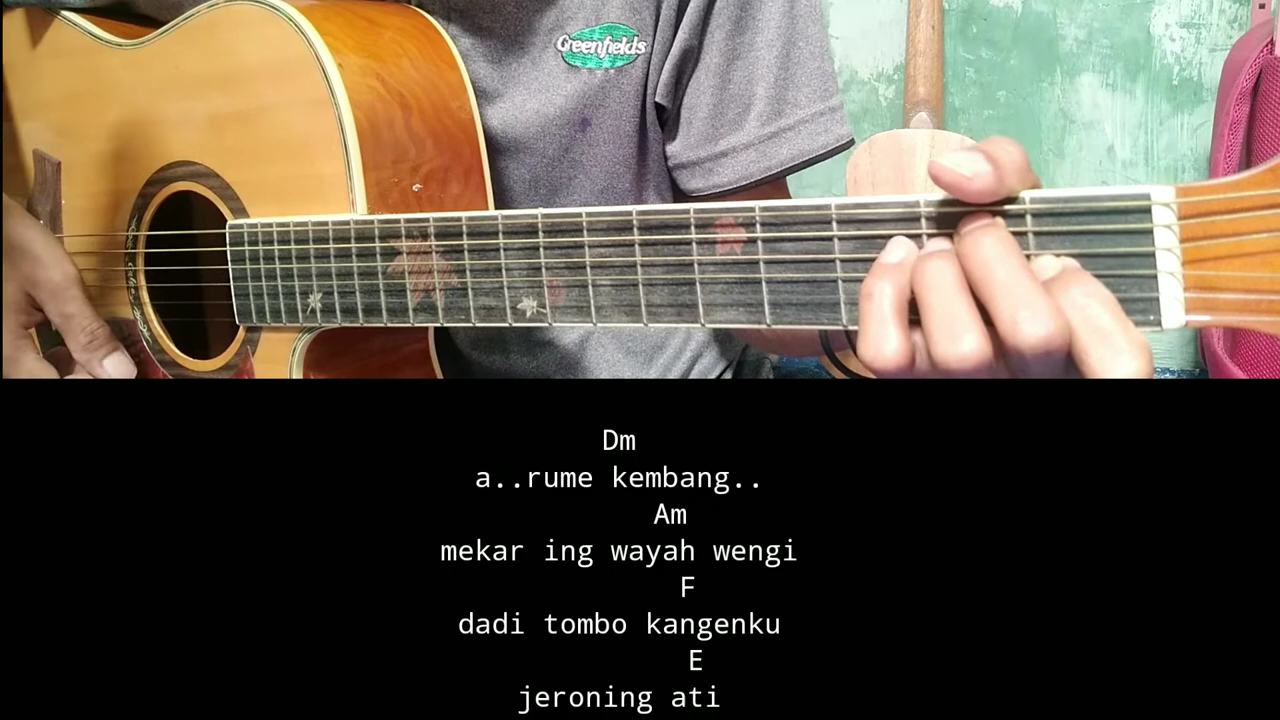 Greenfields
Dm
a..rume kembang..
Am
mekar ing wayah wengi
F
dadi tombo kangenku
E
jeroning ati